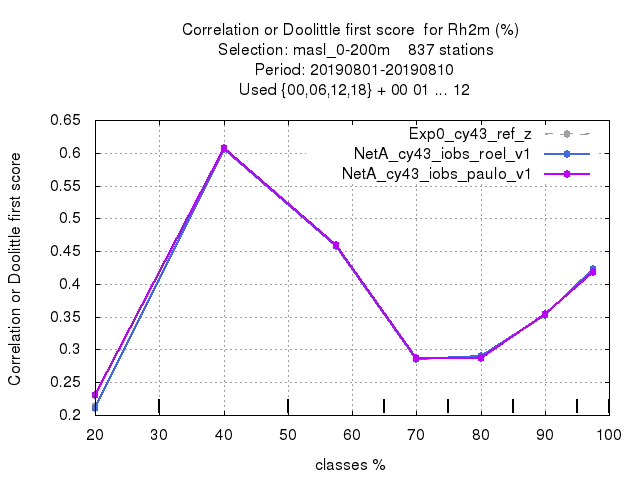 Correlation or Doolittle first score  for Rh2m (%)
Selection: masl_0-200m    837 stations
Period: 20190801-20190810
Used {00,06,12,18} + 00 01 ... 12
Correlation or Doolittle first score
0.65
0.6
0.55
0.5
0.45
0.4
0.35
0.3
0.25
0.2
Exp0_cy43_ref_z
NetA_cy43_iobs_roel_v1
NetA_cy43_iobs_paulo_v1
20 30 40 50 60 70 80 90 100
classes %